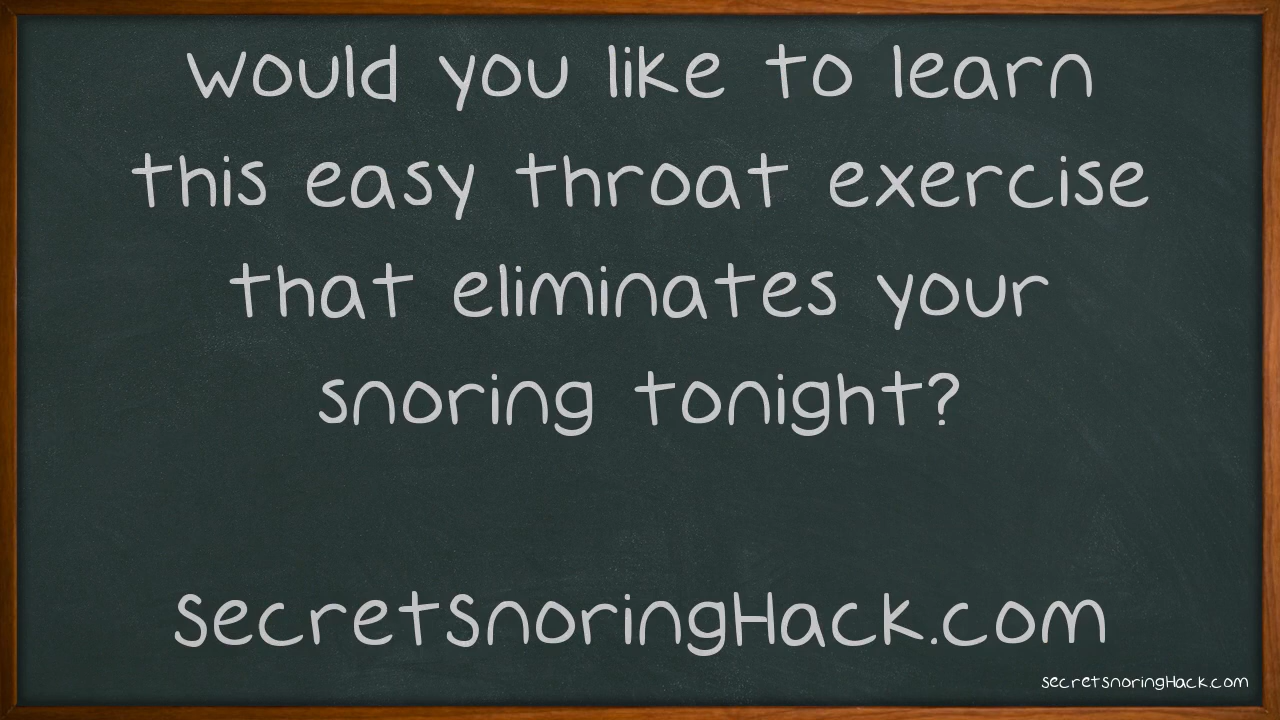 Would you like to learn
this easy throat exercise
that eliminates your
snoring tonight?
SecretSnoringHack.com
SecretSnoringHack.com